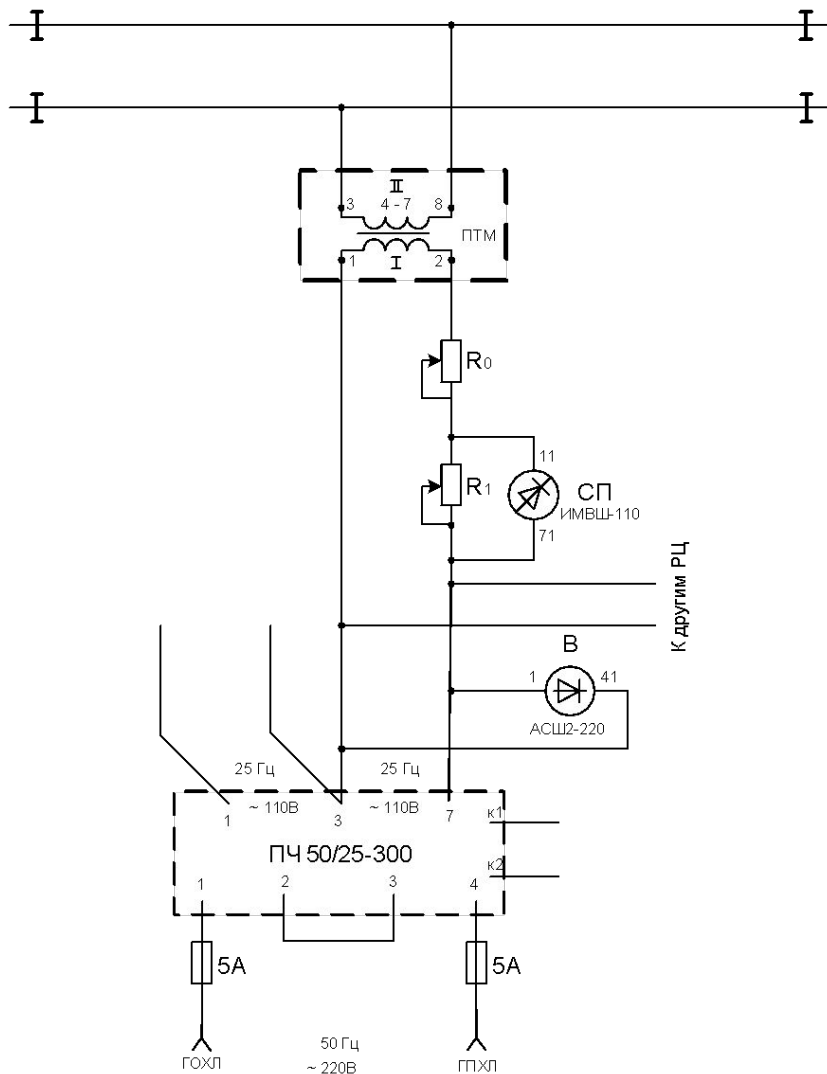 II
3 4 - 7 8
ПТМ
1 I 2
R0
11
R1
СП
ИМВШ-110
71
К другим РЦ
В
1 41
АСШ2-220
25 Гц 25 Гц
~ 110В ~ 110В
1 3 7 к1
ПЧ 50/25-300
к2
1 2 3 4
5А 5А
50 Гц
ГОХЛ ГПХЛ
~ 220В